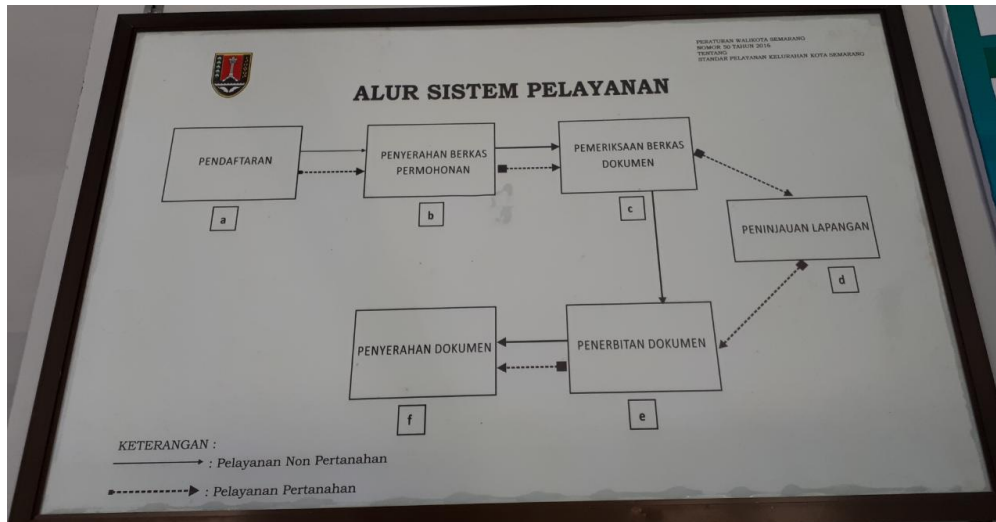 PERATURAN WALIKOTA SEMARANG
NOMOR 50 TAHUN 2016
TENTANG
STANDAR PELAYANAN KELURAHAN KOTA SEMARANG
ALUR SISTEM PELAYANAN
PENDAFTARAN
a
PENYERAHAN BERKAS
PERMOHONAN
b
PEMERIKSAAN BERKAS
DOKUMEN
c
PENINJAUAN LAPANGAN
d
PENERBITAN DOKUMEN
e
PENYERAHAN DOKUMEN
f
KETERANGAN :
: Pelayanan Non Pertanahan
: Pelayanan Pertanahan